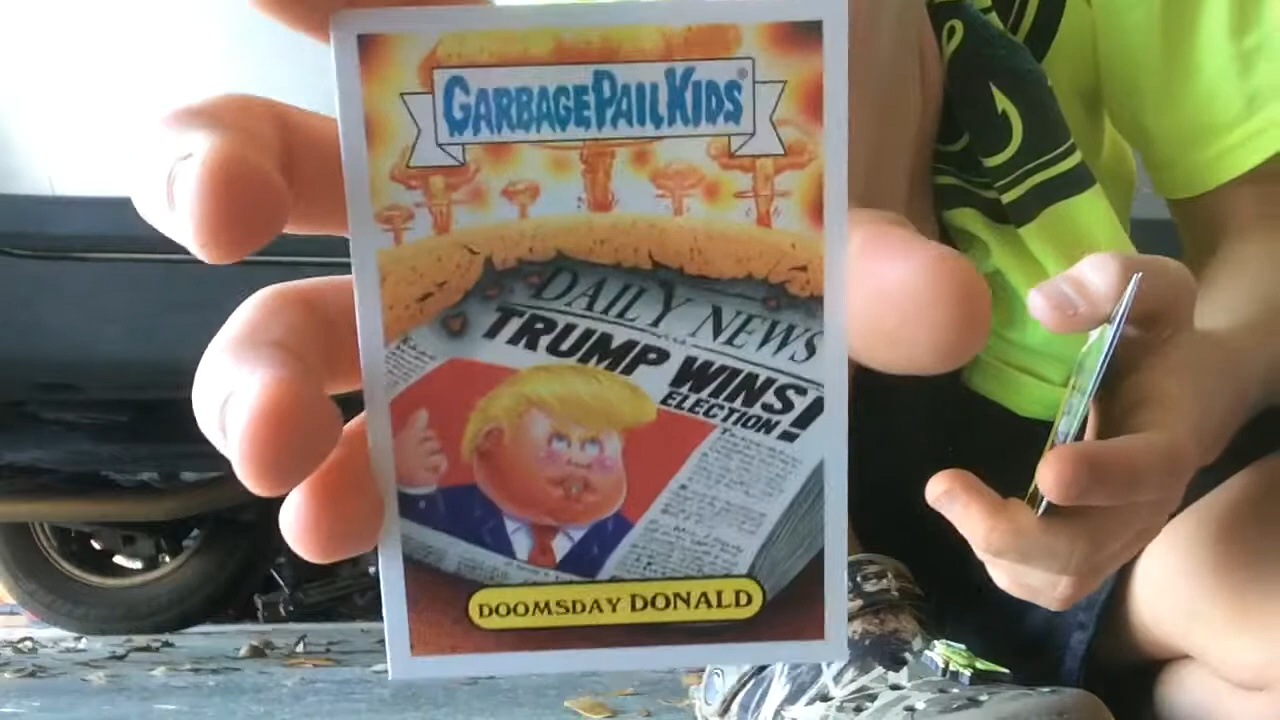 GARBAGE PAIL KIDS®
DAILY NEWS
TRUMP WINS!
ELECTION
DOOMSDAY DONALD